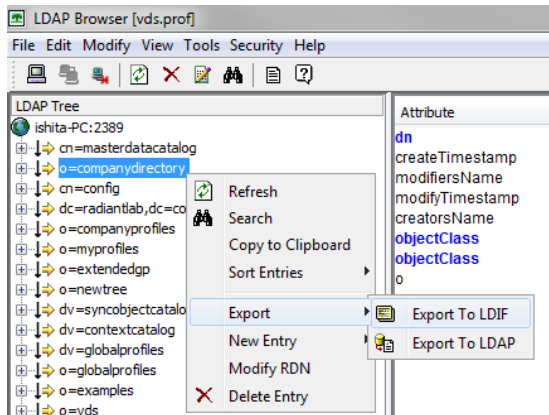 LDAP Browser [vds.prof]
File Edit Modify View Tools Security Help
LDAP Tree
ishita-PC:2389
cn=masterdatacatalog
o=companydirectory
cn=config
dc=radiantlab,dc=co
o=companyprofiles
o=myprofiles
o=extendedgp
o=newtree
dv=syncobjectcatalo
dv=contextcatalog
dv=globalprofiles
o=globalprofiles
o=examples
o=vds
Refresh
Search
Copy to Clipboard
Sort Entries
Export
New Entry
Modify RDN
Delete Entry
Export To LDIF
Export To LDAP
Attribute
dn
createTimestamp
modifiersName
modifyTimestamp
creatorsName
objectClass
objectClass
o